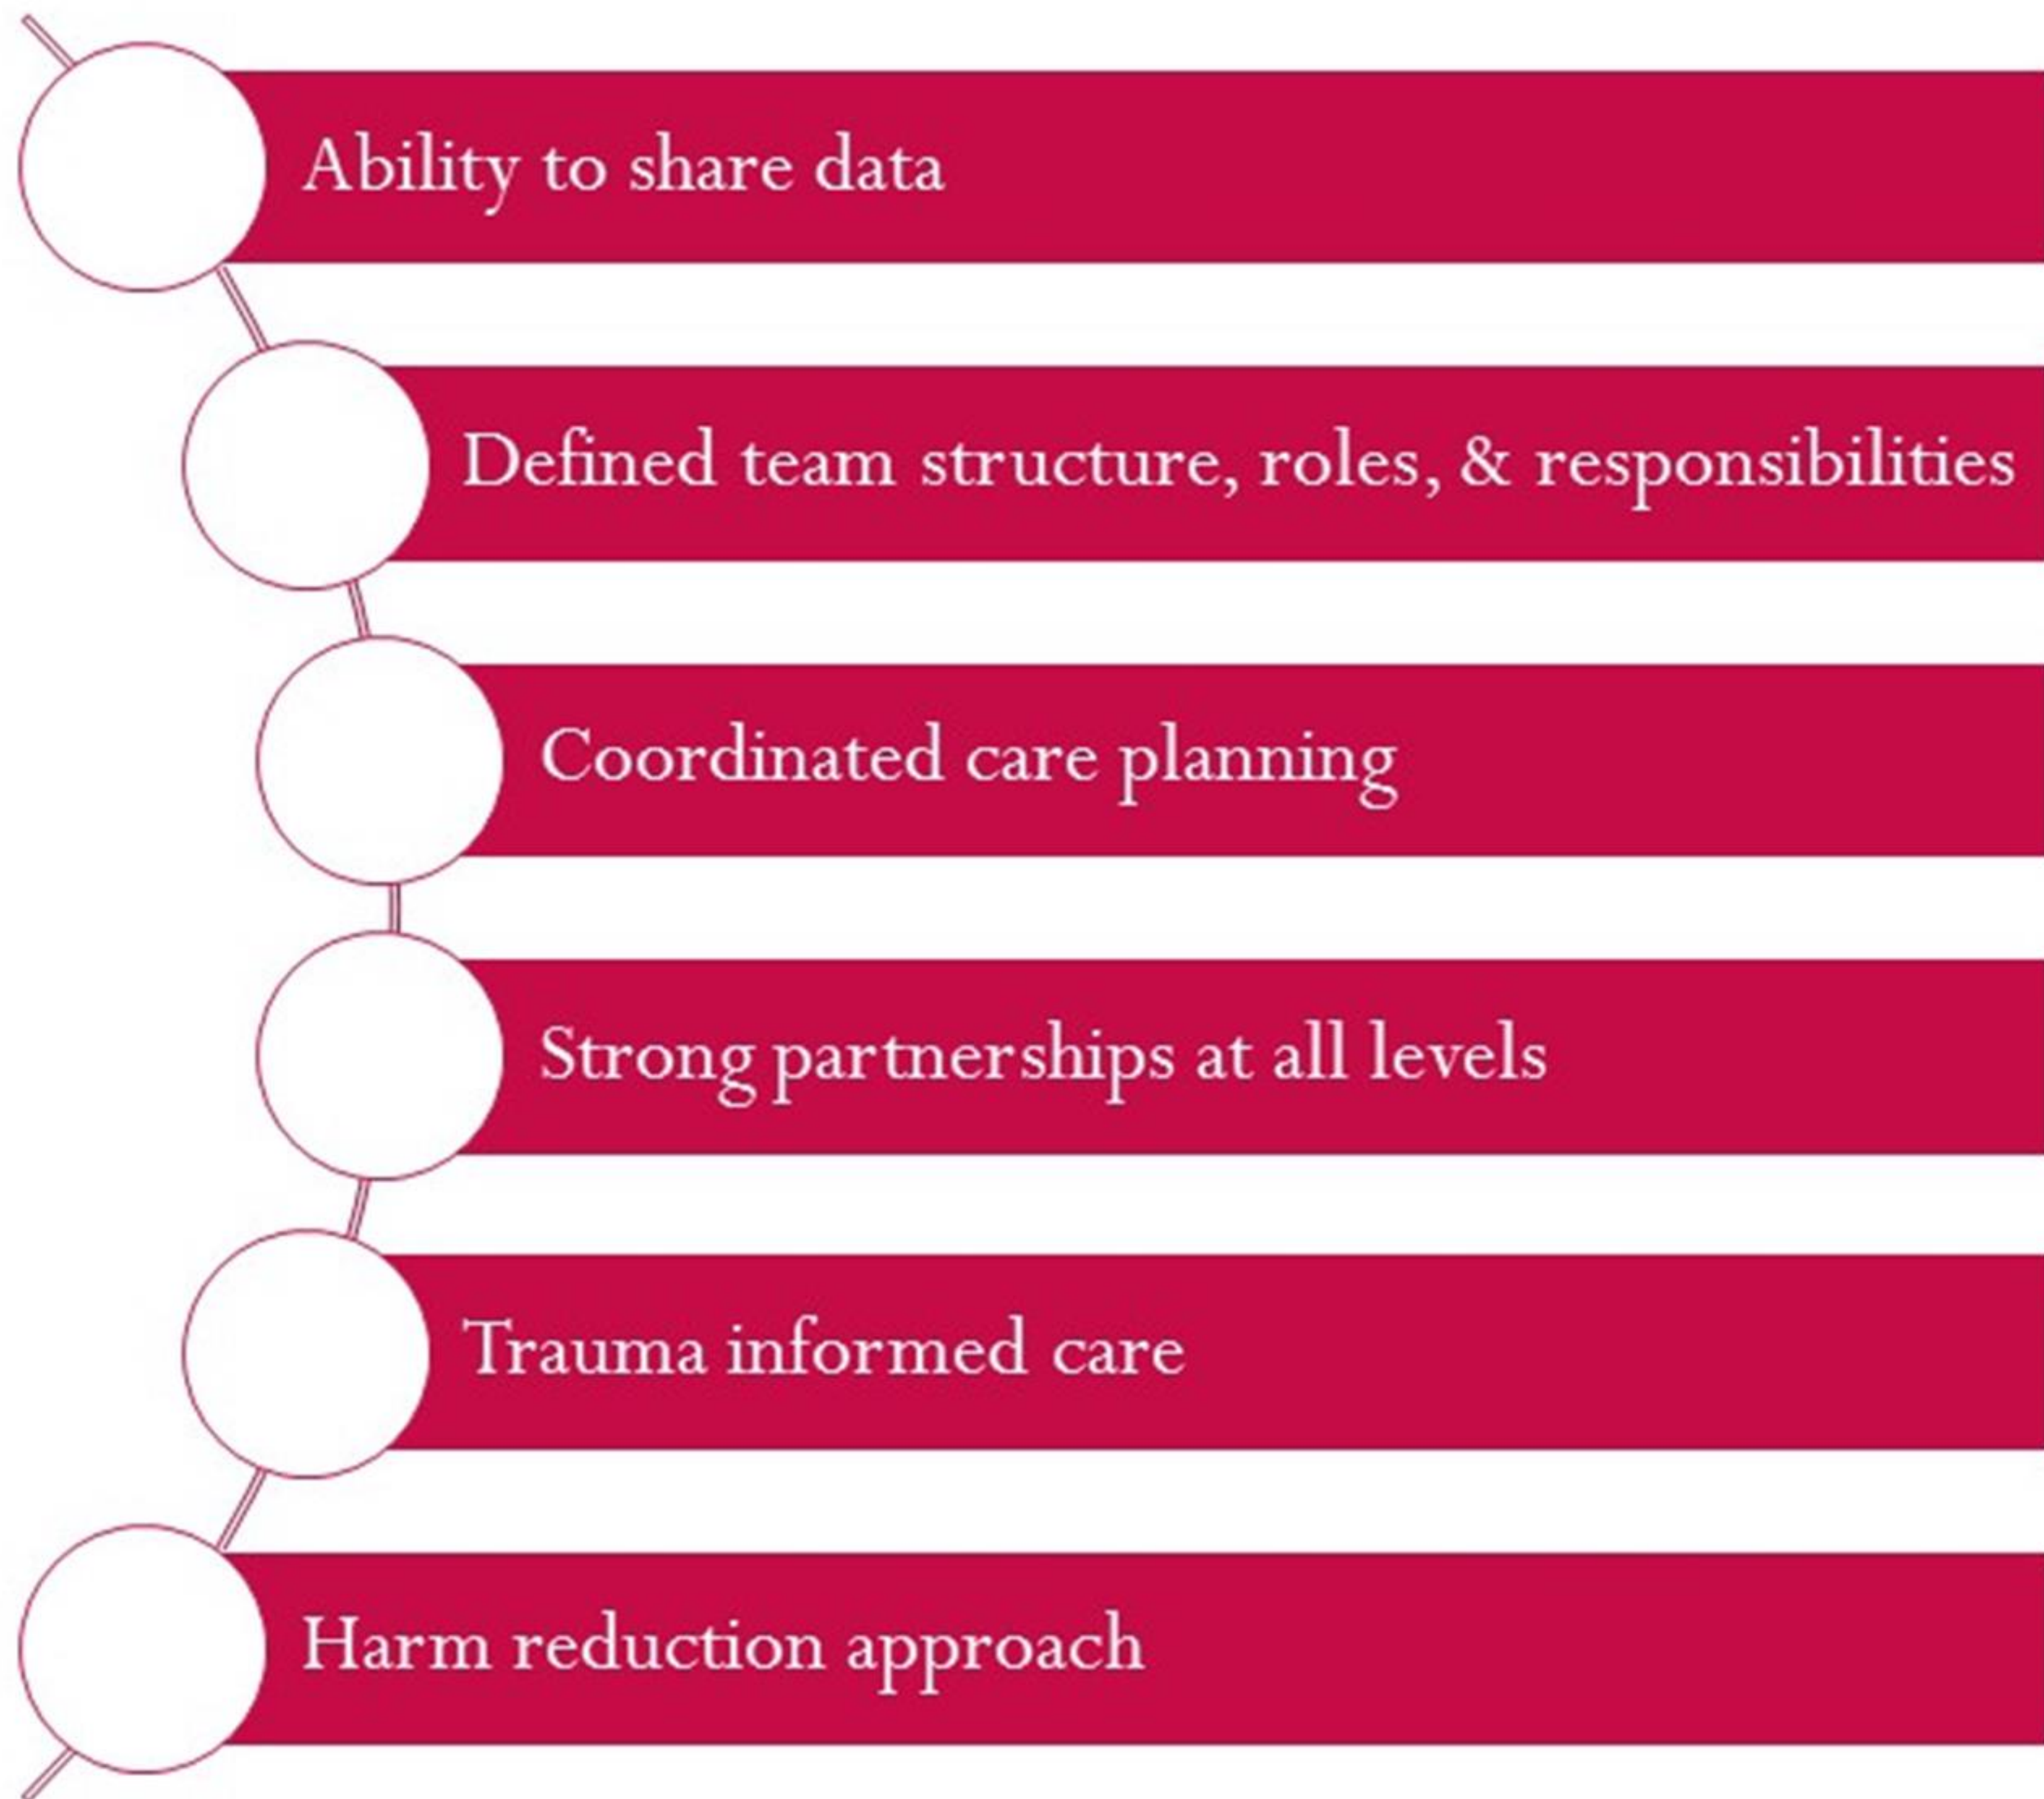 Ability to share data
Defined team structure, roles, & responsibilities
Coordinated care planning
Strong partnerships at all levels
Trauma informed care
Harm reduction approach